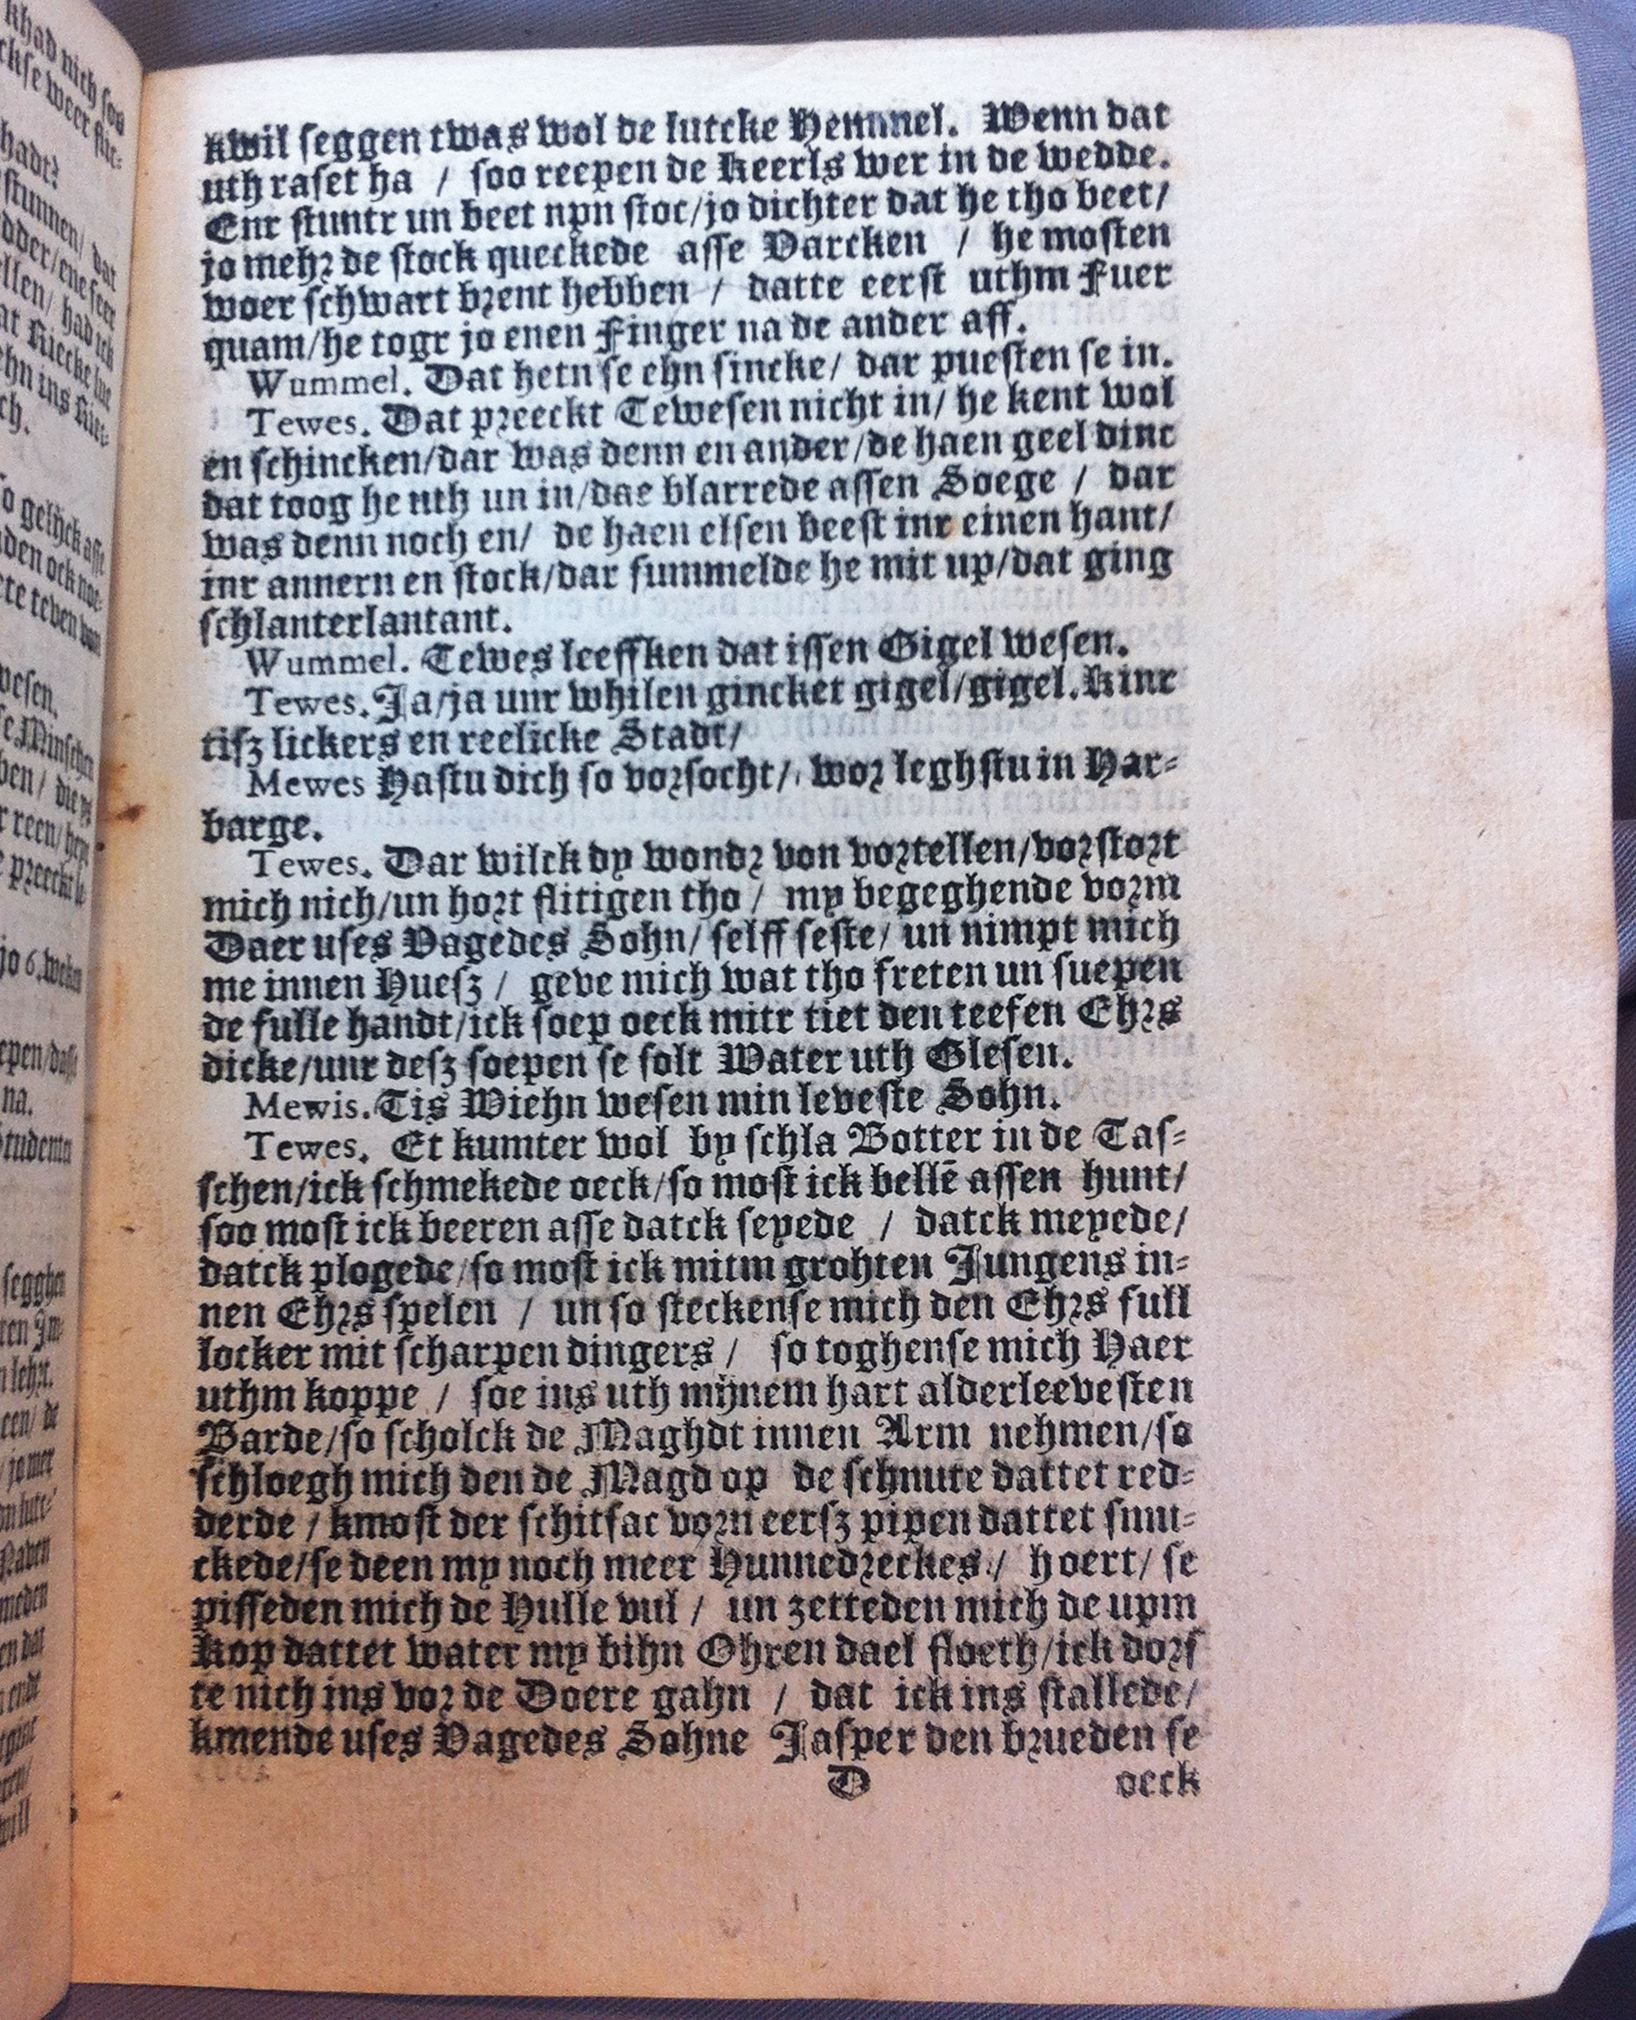 kwil seggen twas wol de lutcke Hemmel. Wenn dat
uth raset ha / soo reepen de Keerls wer in de wedde.
Enr stuntr un beet npn stoc/jo dichter dat he tho beet/
jo mehr de stock queckede asse Varcken / he mosten
woer schwart brent hebben / datte eerst uthm Fuer
quam/he togr jo enen Finger na de ander aff.
Wummel. Dat hetn se ehn sincke/ dar puesten se in.
Tewes. Dat preeckt Tewesen nicht in/ he kent wol
en schincken/dar was denn en ander/de haen geel dinc
dat toog he uth un in/dae blarrede assen Soege / dar
was denn noch en/ de haen elsen beest inr einen hant/
inr annern en stock/dar fummelde he mit up/dat ging
schlanterlantant.
Wummel. Tewes leeffken dat issen Gigel wesen.
Tewes. Ja/ja unr whilen gincket gigel/gigel. Kinr
tisz lickers en reelicke Stadt/
Mewes Hastu dich so vorsocht/, wor leghstu in Har-
barge.
Tewes. Dar wilck dy wondr von vortellen/vorstort
mich nich/un hort flitigen tho / my begeghende vorm
Daer uses Vagedes Sohn/ selff seste/ un nimpt mich
me innen Huesz / geve mich wat tho freten un suepen
de fulle handt/ick soep oeck mitr tiet den teefen Ehrs
dicke/unr desz soepen se solt Water uth Glesen.
Mewis. Tis Wiehn wesen min leveste Sohn.
Tewes. Et kumter wol by schla Botter in de Tas-
schen/ick schmekede oeck/so most ick bellē assen hunt/
soo most ick beeren asse datck seyede / datck meyede/
datck plogede/so most ick mitm grohten Jungens in-
nen Ehrs spelen / un so steckense mich den Ehrs full
locker mit scharpen dingers / so toghense mich Haer
uthm koppe / soe ins uth mijnem hart alderleevesten
Barde/so scholck de Maghdt innen Arm nehmen/so
schloegh mich den de Magd op de schnute dattet red-
derde / kmost der schitfat vorn eersz pipen dattet smu-
ckede/se deen my noch meer Hunnedreckes/ hoert/ se
pisseden mich de Hulle vul / un zetteden mich de upm
Kop dattet water my bihn Ohren dael floeth/ick dors
te nich ins vor de Doere gahn / dat ick ins stallede/
kmende uses Vagedes Sohne Jasper den brueden se
D oeck